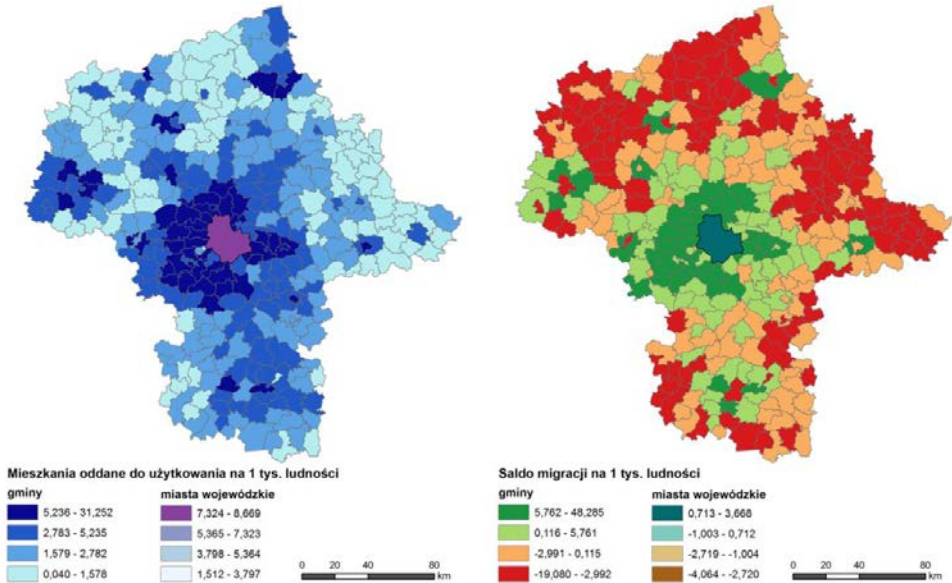 Mieszkania oddane do użytkowania na 1 tys. ludności
gminy
5,236 - 31,252
2,783 - 5,235
1,579 - 2,782
0,040 - 1,578
miasta wojewódzkie
7,324 - 8,669
5,365 - 7,323
3,798 - 5,364
1,512 - 3,797
0 20 40 80
km
Saldo migracji na 1 tys. ludności
gminy
5,762 - 48,285
0,116 - 5,761
-2,991 - 0,115
-19,080 - -2,992
miasta wojewódzkie
0,713 - 3,668
-1,003 - 0,712
-2,719 - -1,004
-4,064 - -2,720
0 20 40 80
km